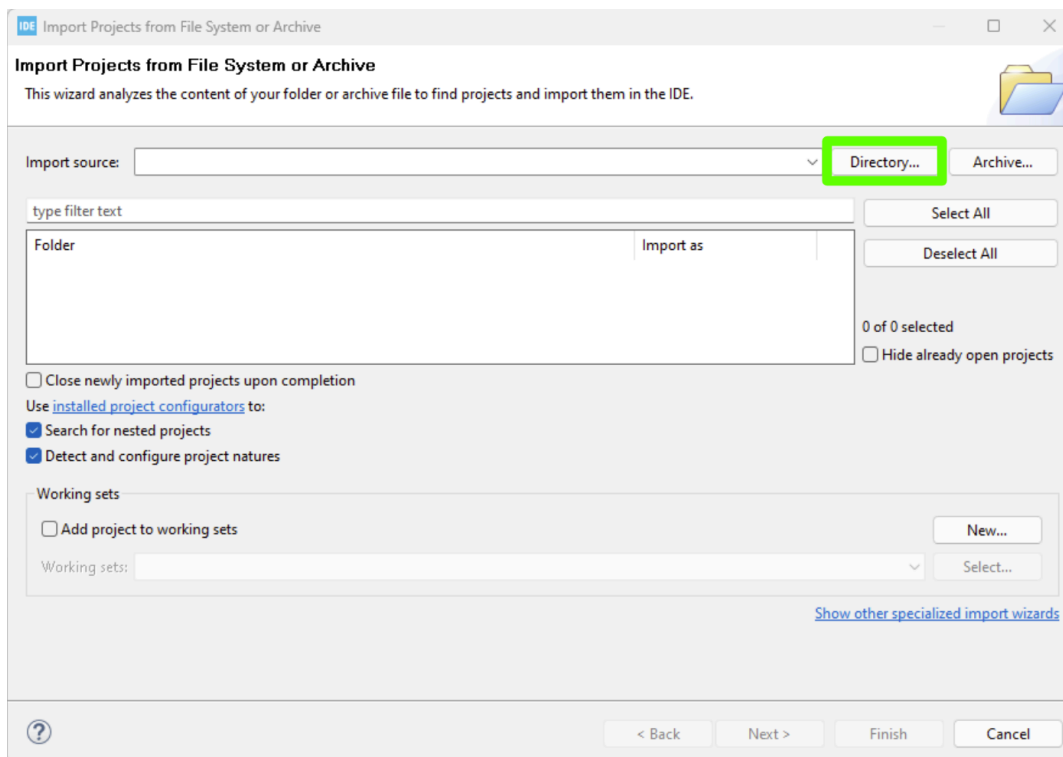 IDE Import Projects from File System or Archive
Import Projects from File System or Archive
This wizard analyzes the content of your folder or archive file to find projects and import them in the IDE.
Import source: Directory... Archive...
type filter text Select All
Folder Import as
Deselect All
0 of 0 selected
Hide already open projects
Close newly imported projects upon completion
Use installed project configurators to:
Search for nested projects
Detect and configure project natures
Working sets
Add project to working sets New...
Working sets: Select...
Show other specialized import wizards
? < Back Next > Finish Cancel